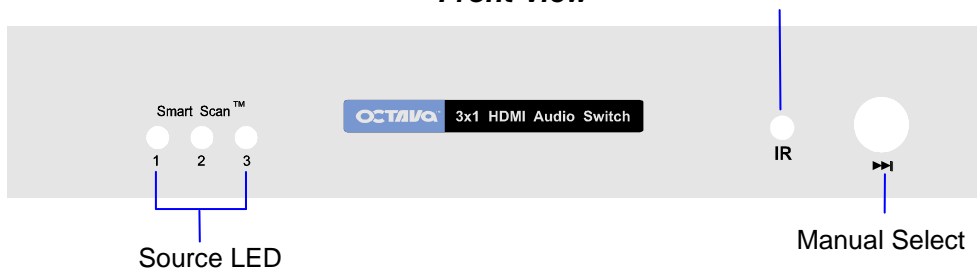 Front View
Smart Scan™
OCTAVA 3x1 HDMI Audio Switch
1 2 3
IR
Source LED
Manual Select